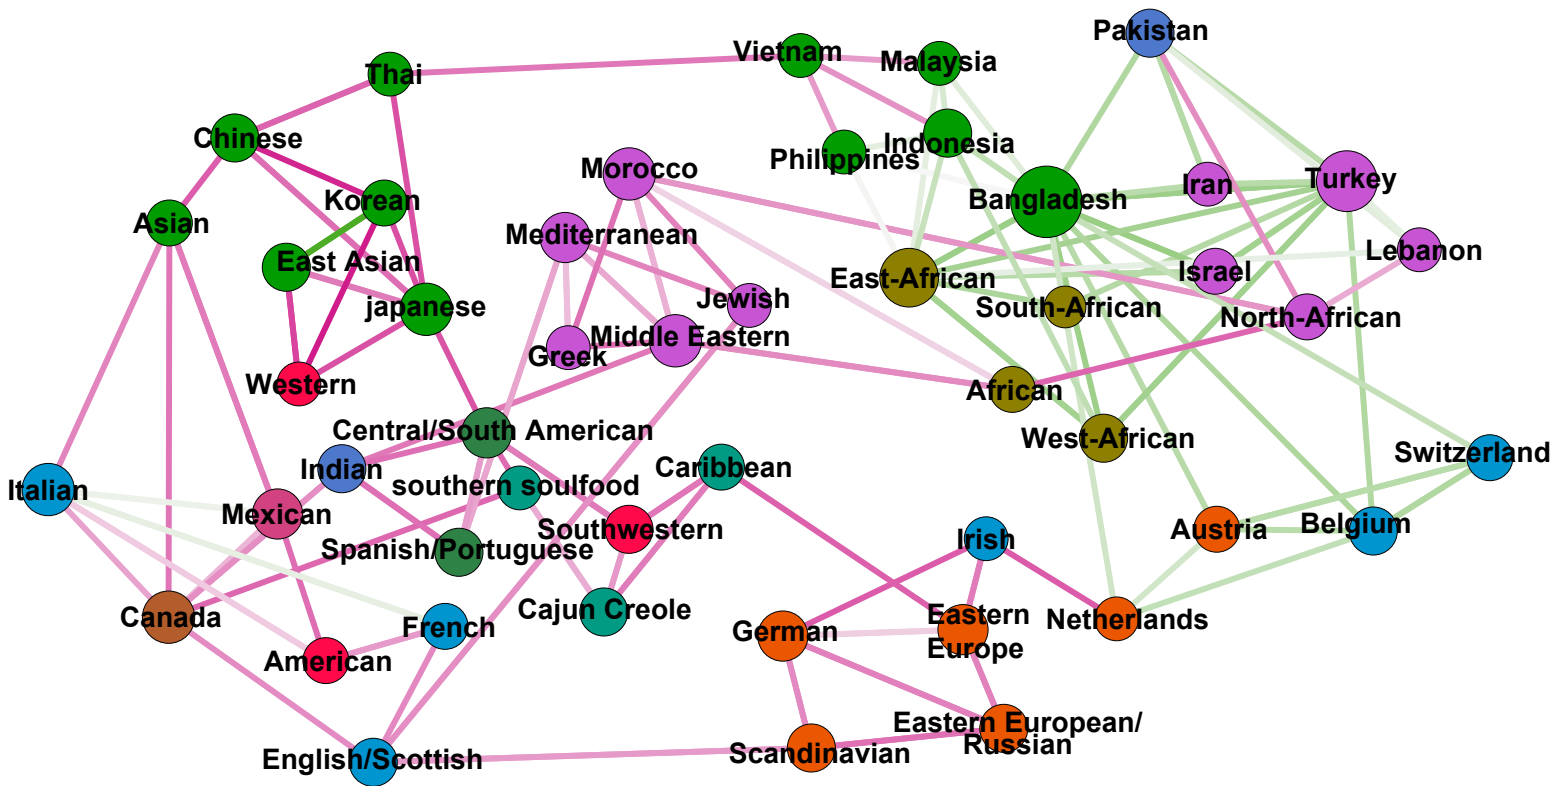 Pakistan
Vietnam
Malaysia
Thai
Chinese
Indonesia
Philippines
Morocco
Korean
Bangladesh
Iran
Turkey
Asian
Mediterranean
East Asian
Lebanon
East-African
Israel
japanese
Jewish
South-African
North-African
Middle Eastern
Greek
Western
African
Central/South American
West-African
Switzerland
Indian
Caribbean
Italian
southern soulfood
Mexican
Southwestern
Austria
Belgium
Spanish/Portuguese
Irish
Canada
Cajun Creole
French
German
Eastern
Europe
Netherlands
American
Eastern European/
Russian
English/Scottish
Scandinavian